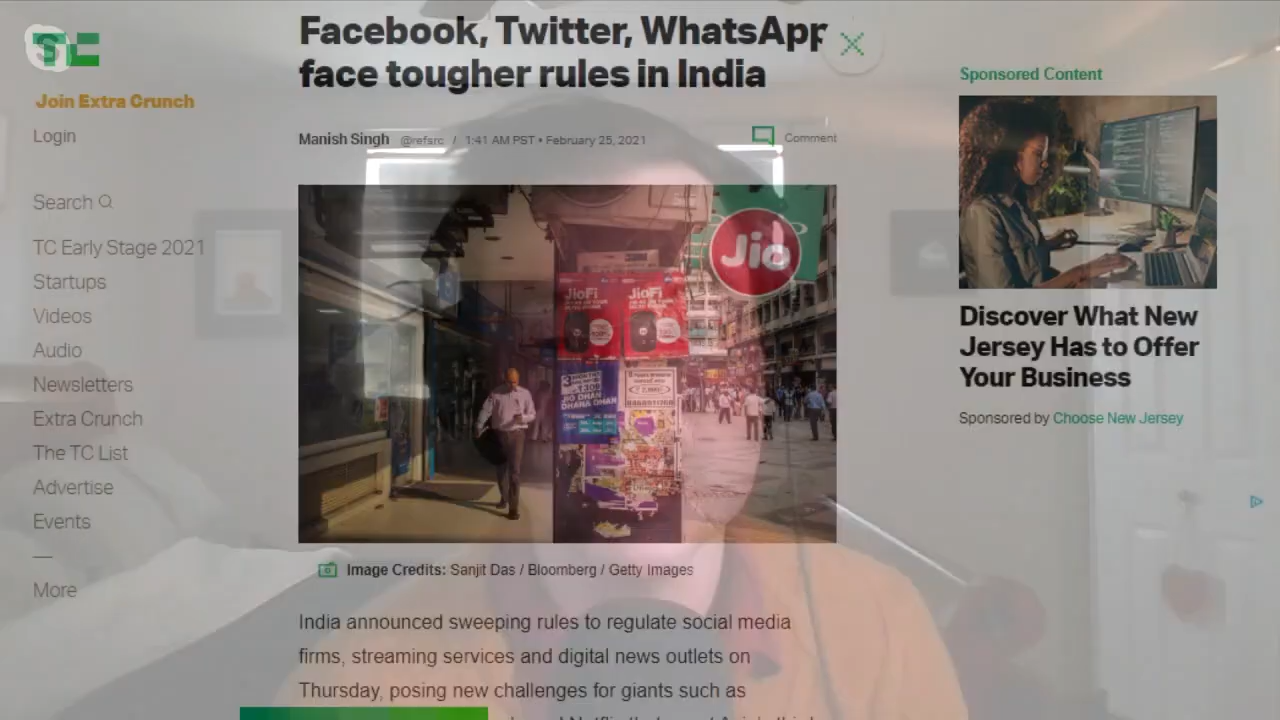 TC
Join Extra Crunch
Login
Search
TC Early Stage 2021
Startups
Videos
Audio
Newsletters
Extra Crunch
The TC List
Advertise
Events
—
More
Facebook, Twitter, WhatsApp
face tougher rules in India
Manish Singh @refsrc / 1:41 AM PST • February 25, 2021
Comment
Jio
JioFi JioFi
JIO DHAN
DHANA DHAN
Image Credits: Sanjit Das / Bloomberg / Getty Images
India announced sweeping rules to regulate social media
firms, streaming services and digital news outlets on
Thursday, posing new challenges for giants such as
Sponsored Content
Discover What New
Jersey Has to Offer
Your Business
Sponsored by Choose New Jersey